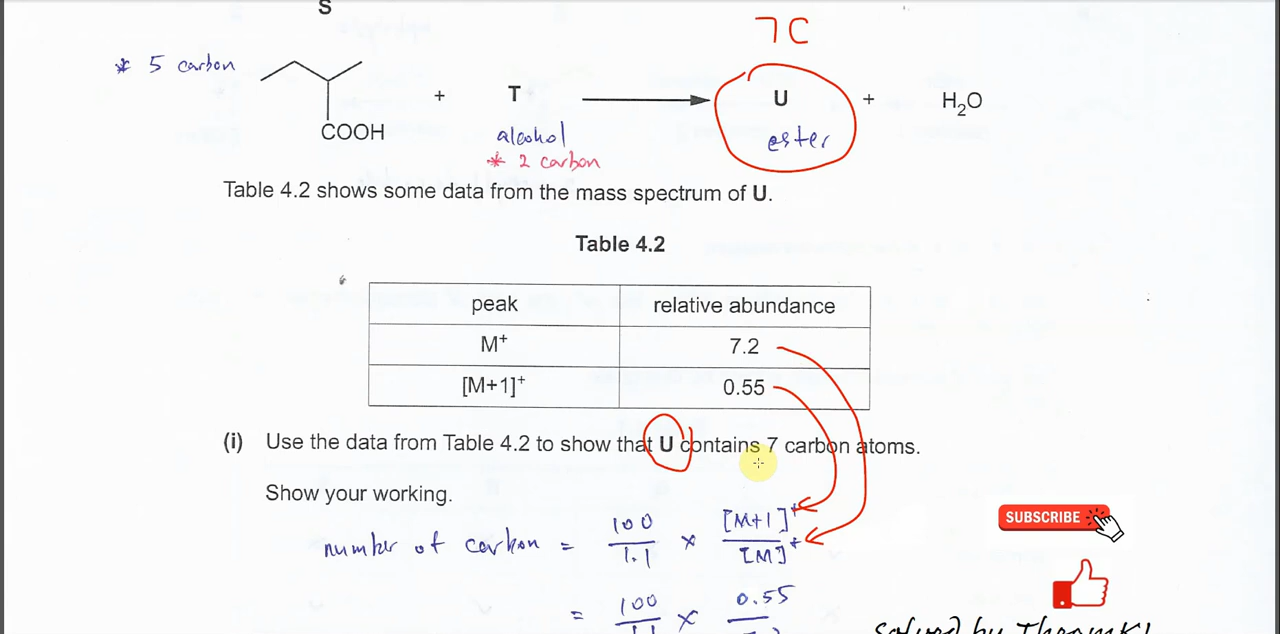 S
7C
* 5 carbon
+ T U + H₂O
COOH
alcohol ester
* 2 carbon
Table 4.2 shows some data from the mass spectrum of U.
Table 4.2
peak relative abundance
M⁺ 7.2
[M+1]⁺ 0.55
(i) Use the data from Table 4.2 to show that U contains 7 carbon atoms.
Show your working.
number of carbon = 100/1.1 × [M+1]⁺/[M]⁺
= 100 × 0.55
SUBSCRIBE